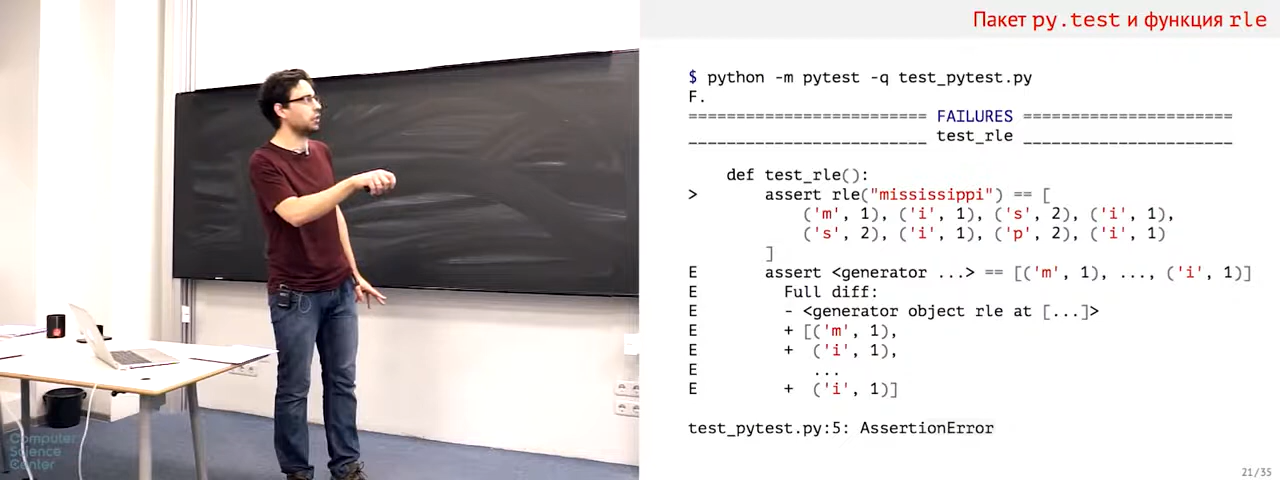 Пакет py.test и функция rle
$ python -m pytest -q test_pytest.py
F.
========================= FAILURES ======================
_________________________ test_rle ______________________
def test_rle():
> assert rle("mississippi") == [
('m', 1), ('i', 1), ('s', 2), ('i', 1),
('s', 2), ('i', 1), ('p', 2), ('i', 1)
]
E assert <generator ...> == [('m', 1), ..., ('i', 1)]
E Full diff:
E - <generator object rle at [...]>
E + [('m', 1),
E + ('i', 1),
E ...
E + ('i', 1)]
test_pytest.py:5: AssertionError
21/35
Computer
Science
Center